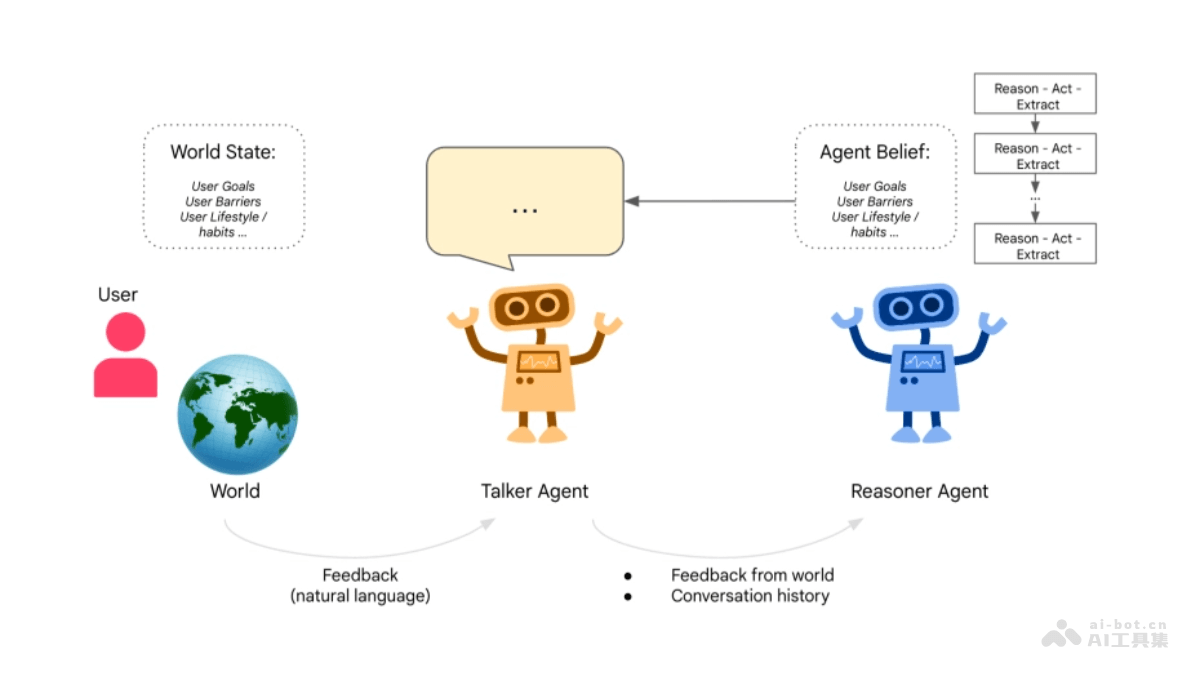 Reason - Act -
Extract
World State:
User Goals
User Barriers
User Lifestyle /
habits ...
...
Agent Belief:
User Goals
User Barriers
User Lifestyle /
habits ...
Reason - Act -
Extract
...
Reason - Act -
Extract
User
World
Talker Agent
Reasoner Agent
Feedback
(natural language)
● Feedback from world
● Conversation history
ai-bot.cn
AI工具集